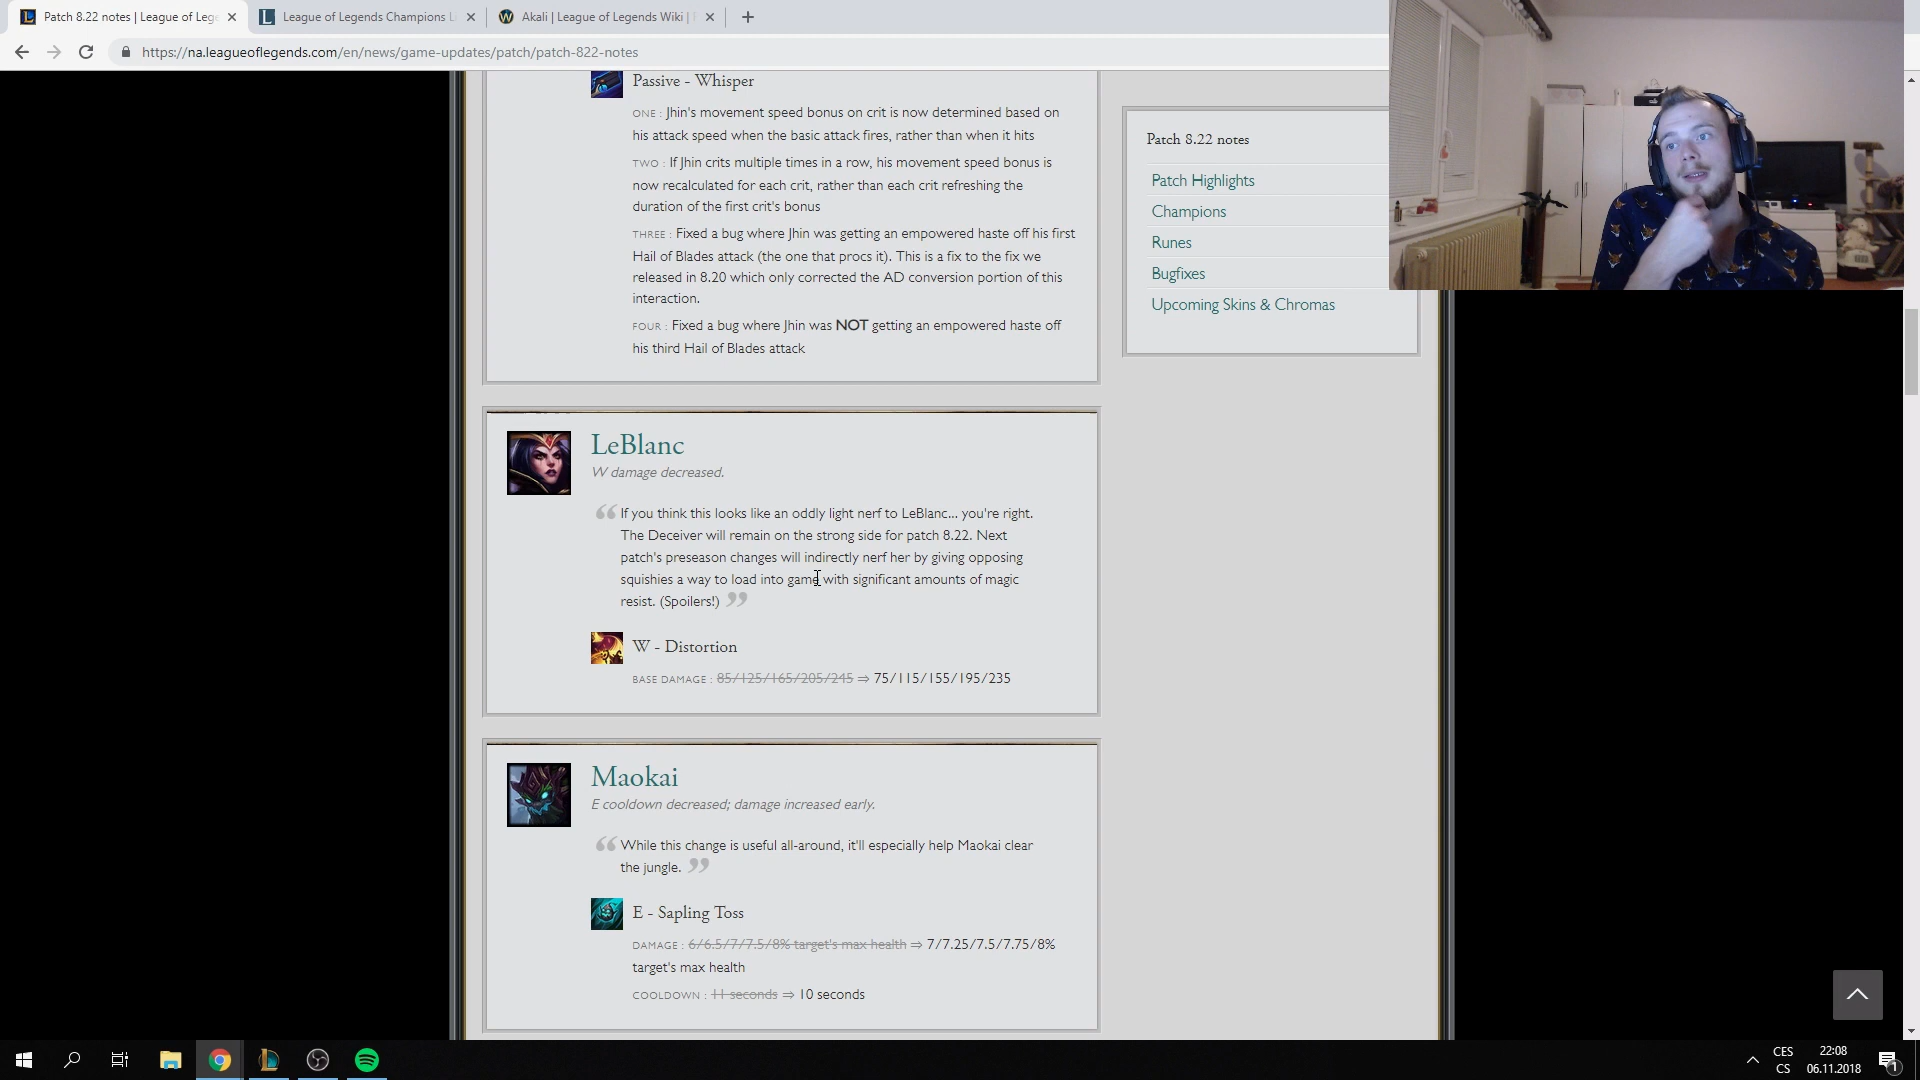 Patch 8.22 notes | League of Lege
League of Legends Champions Li
Akali | League of Legends Wiki |
https://na.leagueoflegends.com/en/news/game-updates/patch/patch-822-notes
Passive - Whisper
ONE : Jhin's movement speed bonus on crit is now determined based on
his attack speed when the basic attack fires, rather than when it hits
TWO : If Jhin crits multiple times in a row, his movement speed bonus is
now recalculated for each crit, rather than each crit refreshing the
duration of the first crit's bonus
THREE : Fixed a bug where Jhin was getting an empowered haste off his first
Hail of Blades attack (the one that procs it). This is a fix to the fix we
released in 8.20 which only corrected the AD conversion portion of this
interaction.
FOUR : Fixed a bug where Jhin was NOT getting an empowered haste off
his third Hail of Blades attack
LeBlanc
W damage decreased.
If you think this looks like an oddly light nerf to LeBlanc... you're right.
The Deceiver will remain on the strong side for patch 8.22. Next
patch's preseason changes will indirectly nerf her by giving opposing
squishies a way to load into game with significant amounts of magic
resist. (Spoilers!)
W - Distortion
BASE DAMAGE : 85/125/165/205/245 ⇒ 75/115/155/195/235
Maokai
E cooldown decreased; damage increased early.
While this change is useful all-around, it'll especially help Maokai clear
the jungle.
E - Sapling Toss
DAMAGE : 6/6.5/7/7.5/8% target's max health ⇒ 7/7.25/7.5/7.75/8%
target's max health
COOLDOWN : 11 seconds ⇒ 10 seconds
Patch 8.22 notes
Patch Highlights
Champions
Runes
Bugfixes
Upcoming Skins & Chromas
CES
CS
22:08
06.11.2018
1